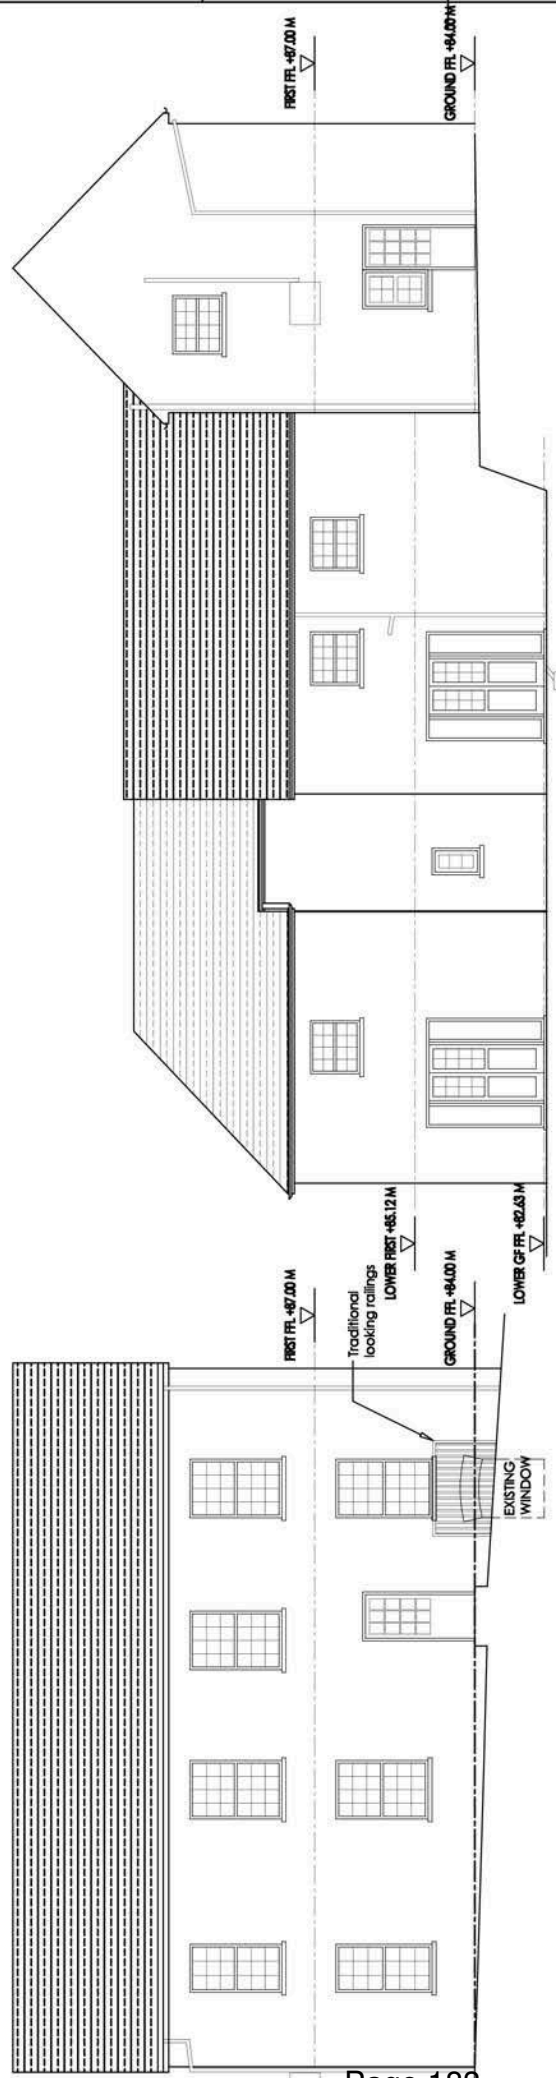 FIRST FFL +87.00 M
GROUND FFL +84.00 M
LOWER FIRST +85.12 M
LOWER GF FFL +82.63 M
FIRST FFL +87.00 M
Traditional
looking railings
GROUND FFL +84.00 M
EXISTING
WINDOW